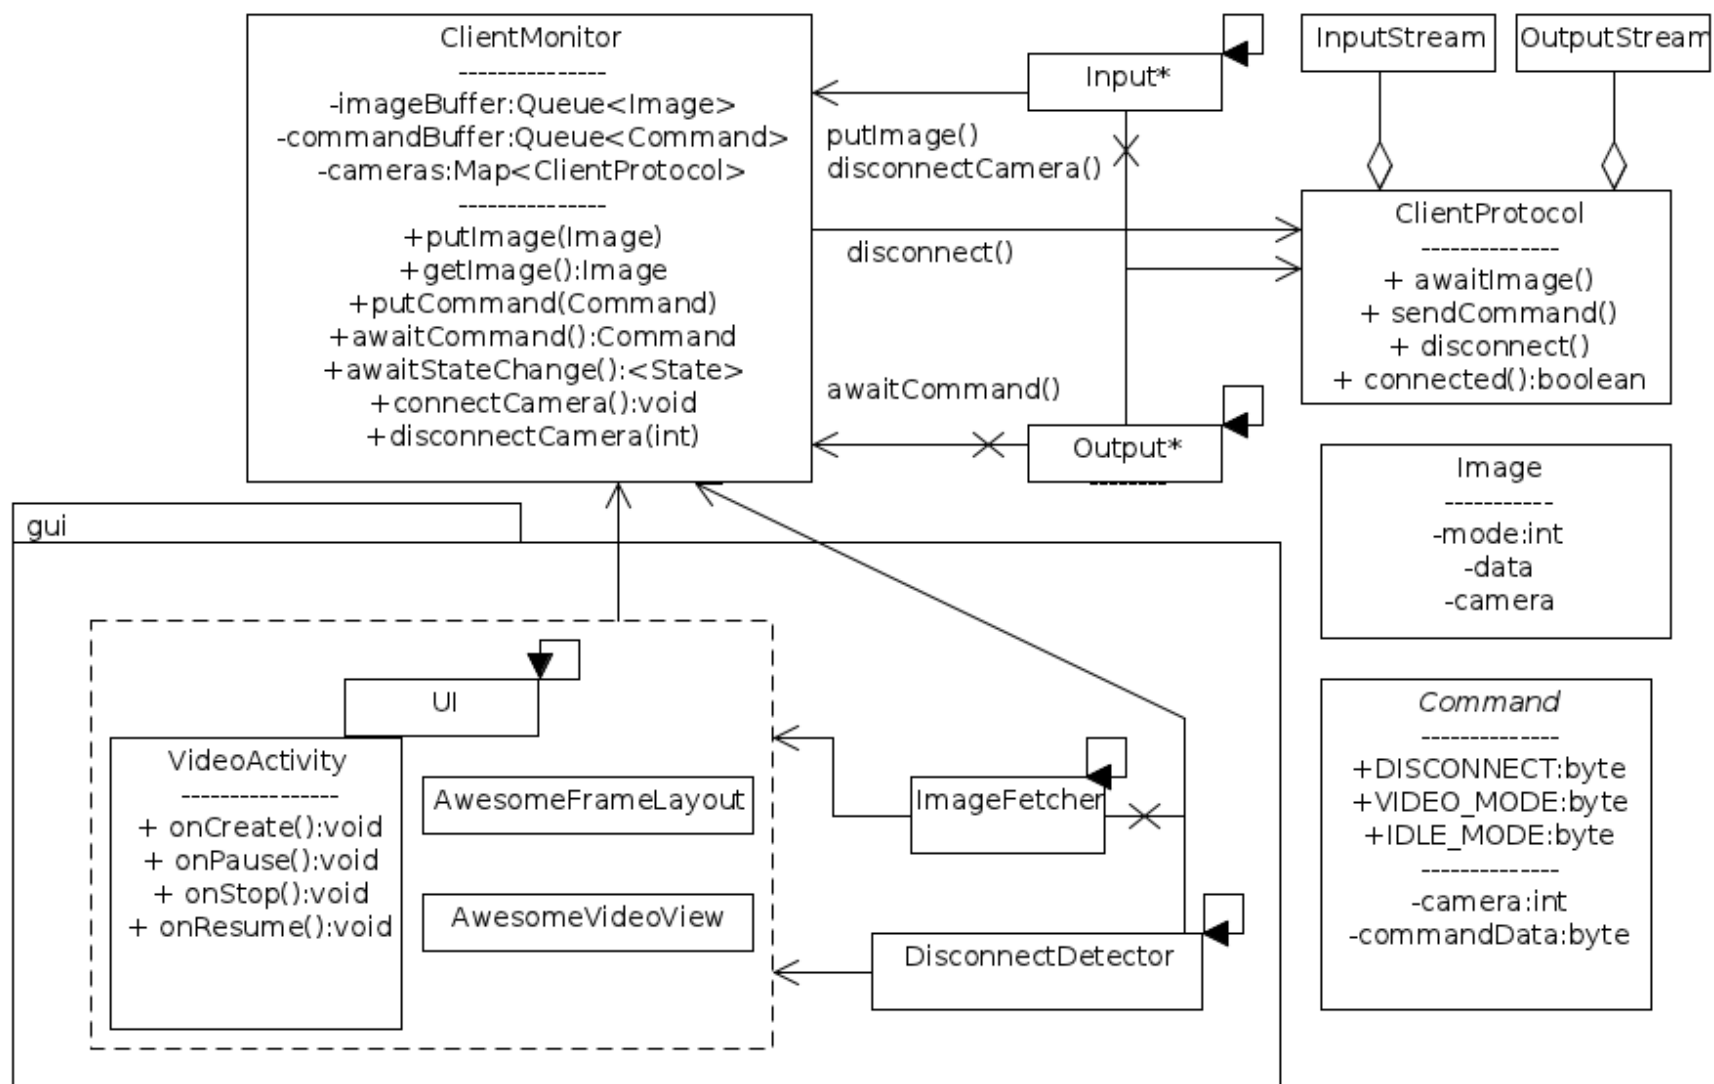 ClientMonitor
---------------
-imageBuffer:Queue<Image>
-commandBuffer:Queue<Command>
-cameras:Map<ClientProtocol>
---------------
+putImage(Image)
+getImage():Image
+putCommand(Command)
+awaitCommand():Command
+awaitStateChange():<State>
+connectCamera():void
+disconnectCamera(int)
Input*
putImage()
disconnectCamera()
disconnect()
awaitCommand()
Output*
--------
InputStream
OutputStream
ClientProtocol
--------------
+ awaitImage()
+ sendCommand()
+ disconnect()
+ connected():boolean
Image
-----------
-mode:int
-data
-camera
Command
--------------
+DISCONNECT:byte
+VIDEO_MODE:byte
+IDLE_MODE:byte
--------------
-camera:int
-commandData:byte
gui
UI
VideoActivity
----------------
+ onCreate():void
+ onPause():void
+ onStop():void
+ onResume():void
AwesomeFrameLayout
AwesomeVideoView
ImageFetcher
DisconnectDetector